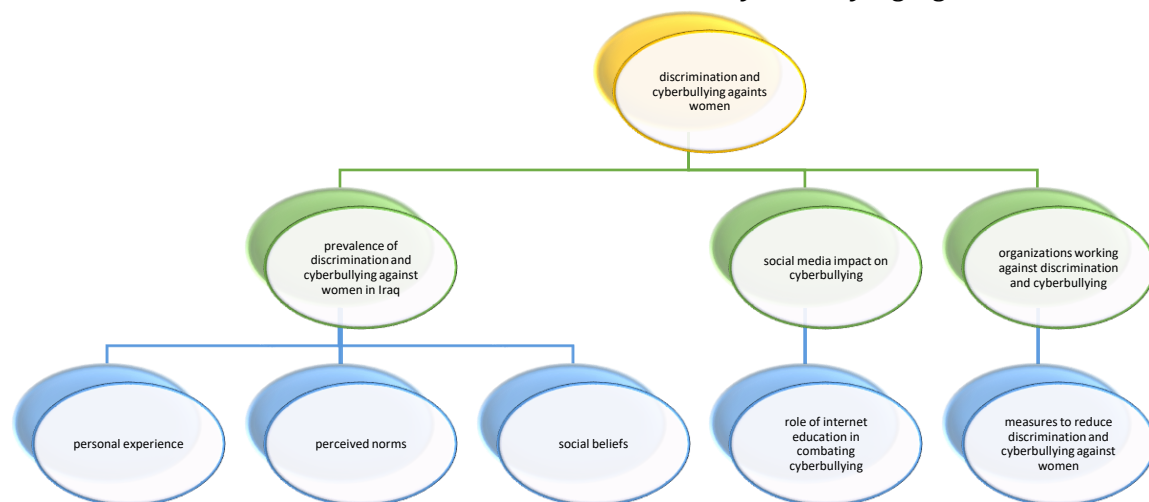 discrimination and
cyberbullying againts
women
prevalence of
discrimination and
cyberbullying against
women in Iraq
social media impact on
cyberbullying
organizations working
against discrimination
and cyberbullying
personal experience
perceived norms
social beliefs
role of internet
education in
combating
cyberbullying
measures to reduce
discrimination and
cyberbullying against
women